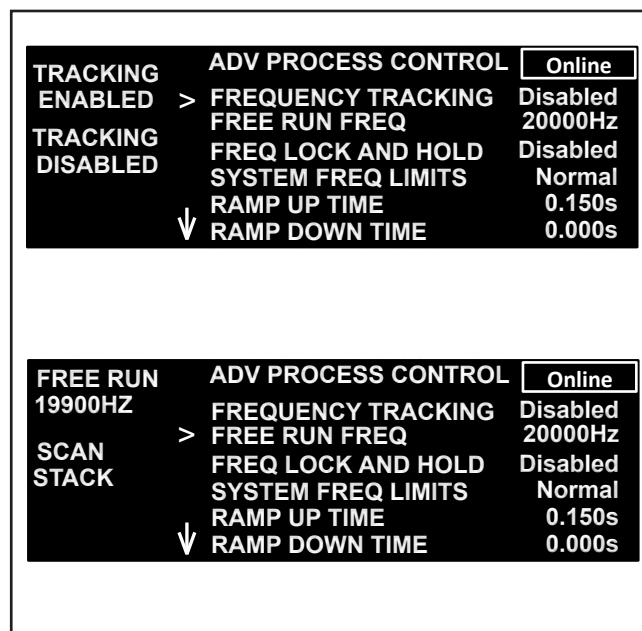 TRACKING ENABLED
TRACKING DISABLED
ADV PROCESS CONTROL Online
> FREQUENCY TRACKING Disabled
FREE RUN FREQ 20000Hz
FREQ LOCK AND HOLD Disabled
SYSTEM FREQ LIMITS Normal
RAMP UP TIME 0.150s
RAMP DOWN TIME 0.000s
FREE RUN 19900HZ
SCAN STACK
ADV PROCESS CONTROL Online
FREQUENCY TRACKING Disabled
> FREE RUN FREQ 20000Hz
FREQ LOCK AND HOLD Disabled
SYSTEM FREQ LIMITS Normal
RAMP UP TIME 0.150s
RAMP DOWN TIME 0.000s